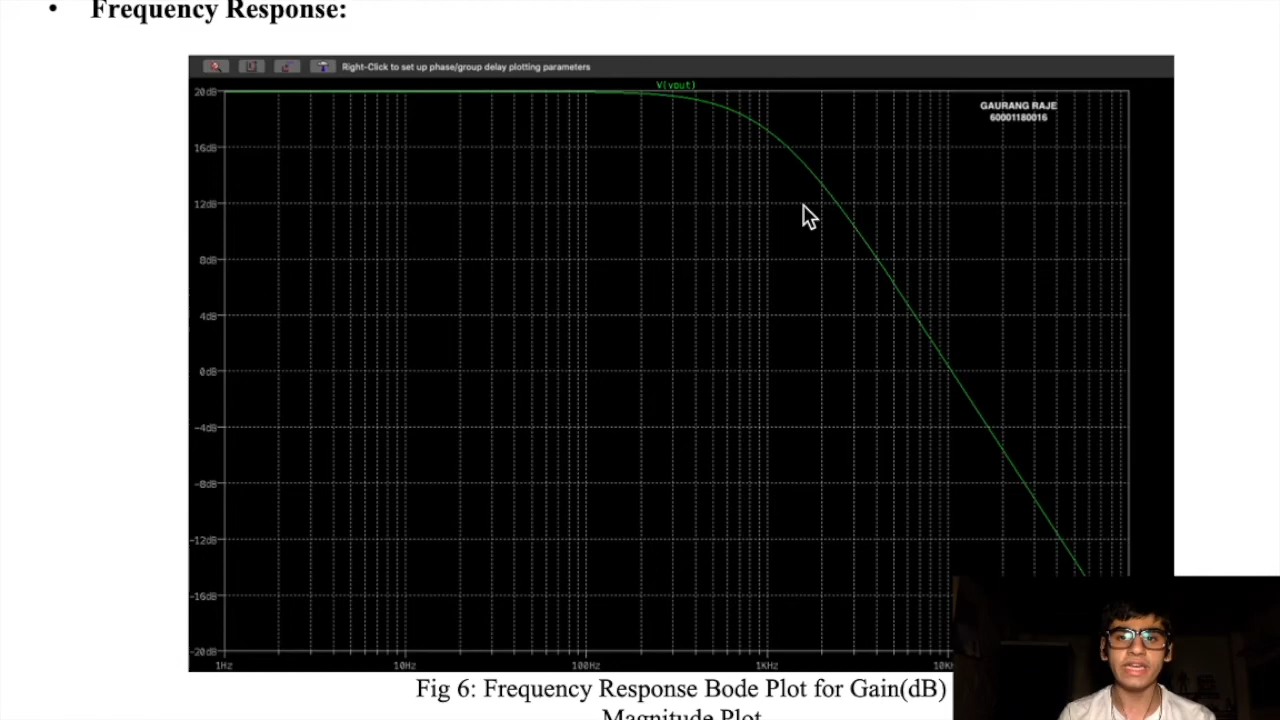 • Frequency Response:
Right-Click to set up phase/group delay plotting parameters
V(vout)
GAURANG RAJE
60001180016
20dB
16dB
12dB
8dB
4dB
0dB
-4dB
-8dB
-12dB
-16dB
-20dB
1Hz 10Hz 100Hz 1KHz
Fig 6: Frequency Response Bode Plot for Gain(dB)
Magnitude Plot